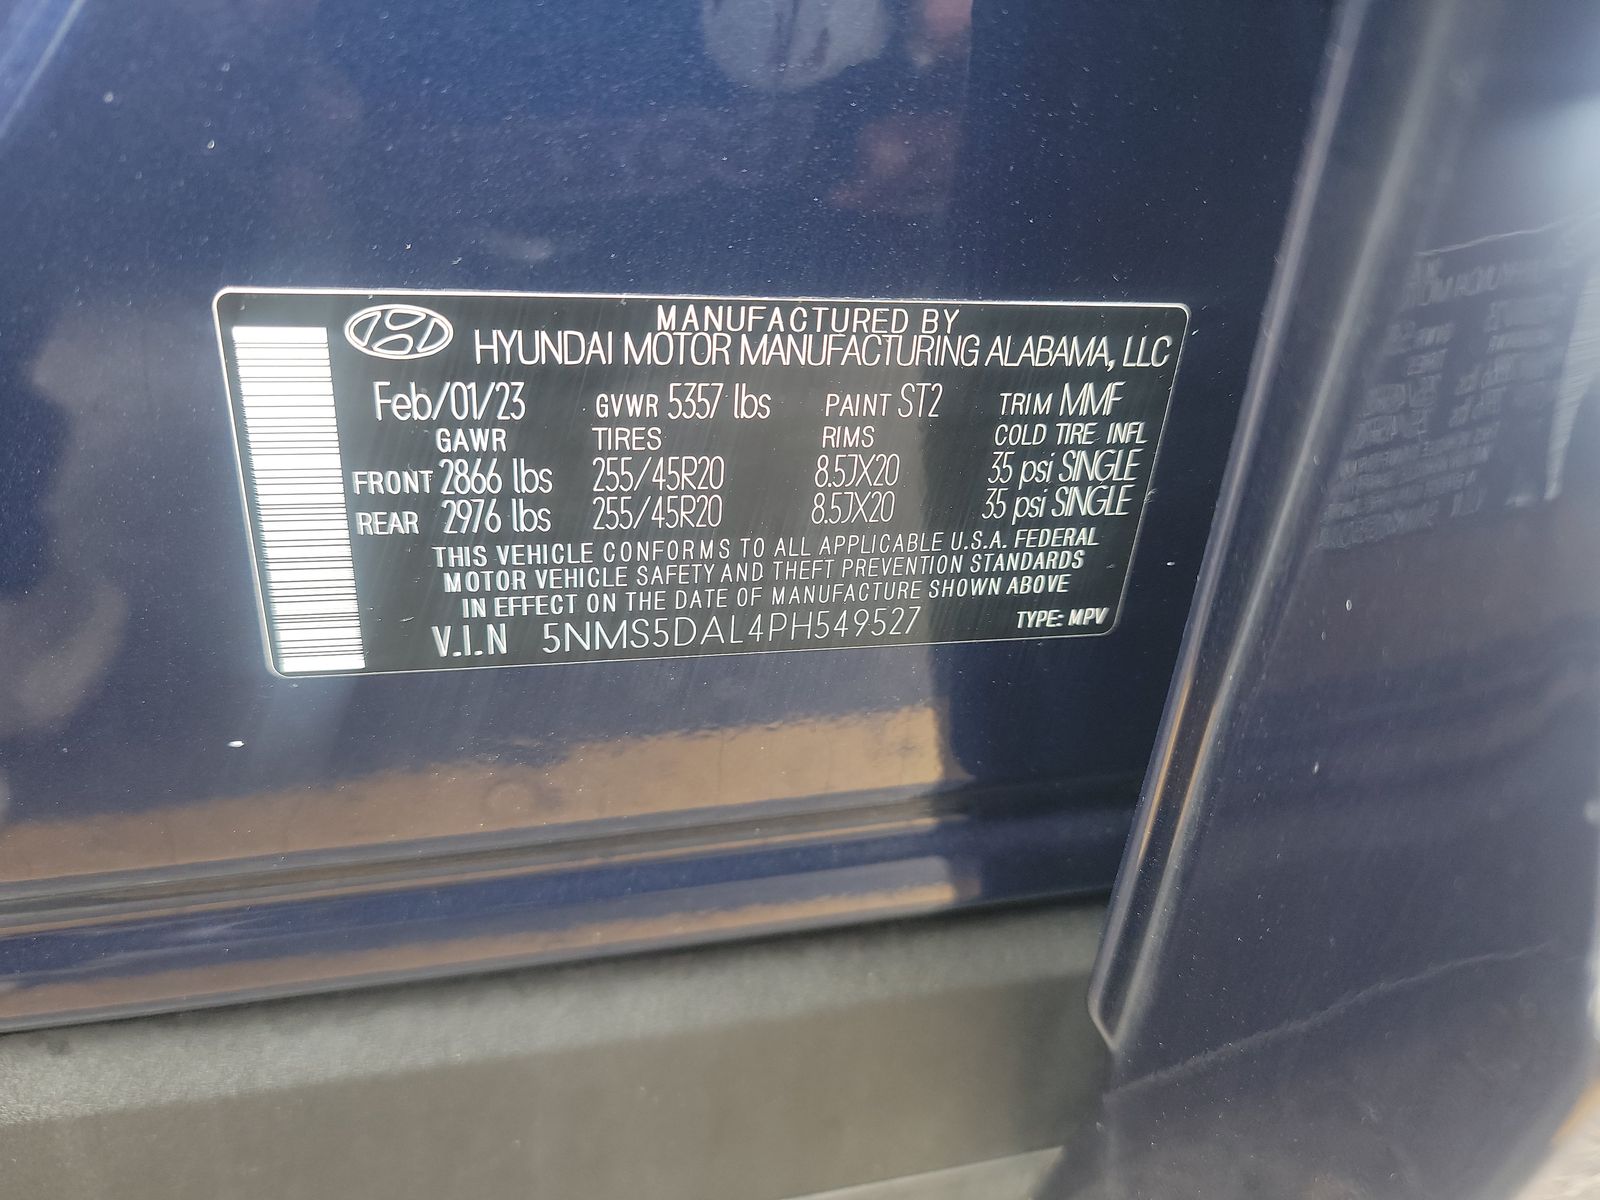 MANUFACTURED BY
HYUNDAI MOTOR MANUFACTURING ALABAMA, LLC
Feb/01/23 GVWR 5357 lbs PAINT ST2 TRIM MMF
GAWR TIRES RIMS COLD TIRE INFL
FRONT 2866 lbs 255/45R20 8.5JX20 35 psi SINGLE
REAR 2976 lbs 255/45R20 8.5JX20 35 psi SINGLE
THIS VEHICLE CONFORMS TO ALL APPLICABLE U.S.A. FEDERAL
MOTOR VEHICLE SAFETY AND THEFT PREVENTION STANDARDS
IN EFFECT ON THE DATE OF MANUFACTURE SHOWN ABOVE
V.I.N 5NMS5DAL4PH549527 TYPE: MPV